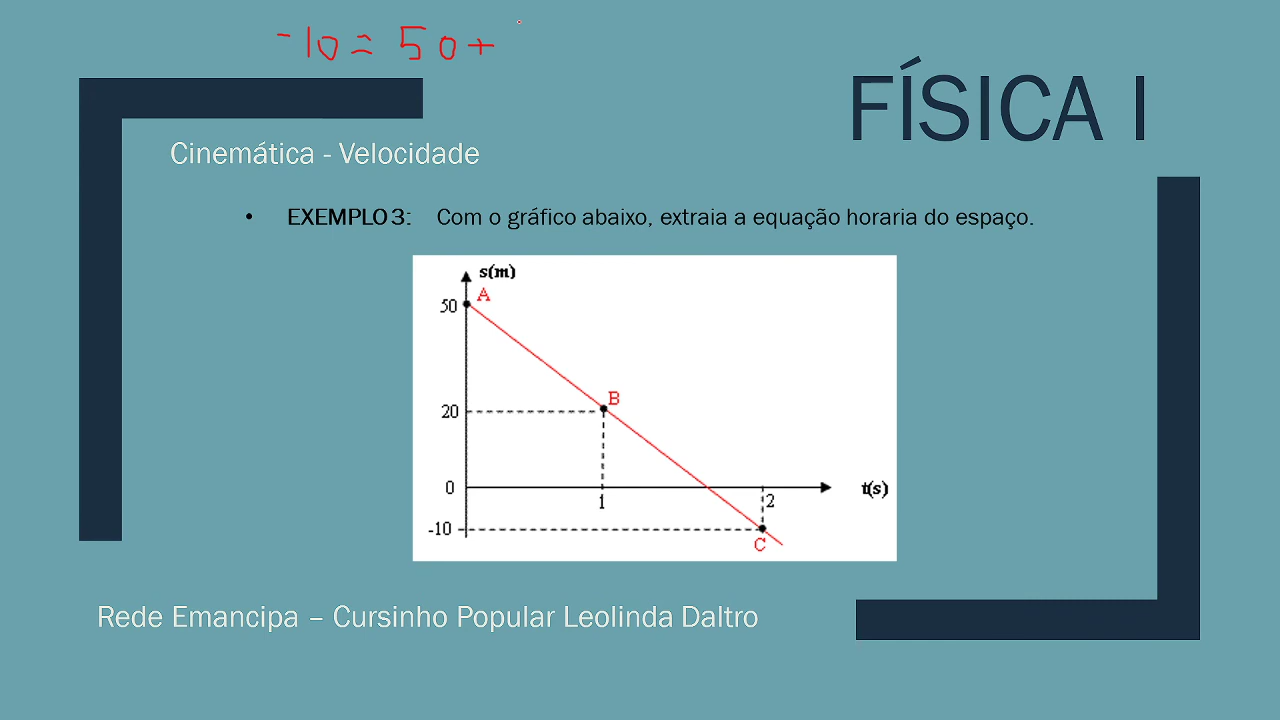 -10 = 50 +
FÍSICA I
Cinemática - Velocidade
• EXEMPLO 3: Com o gráfico abaixo, extraia a equação horaria do espaço.
s(m)
A
50
B
20
0
1
2
t(s)
-10
C
Rede Emancipa – Cursinho Popular Leolinda Daltro